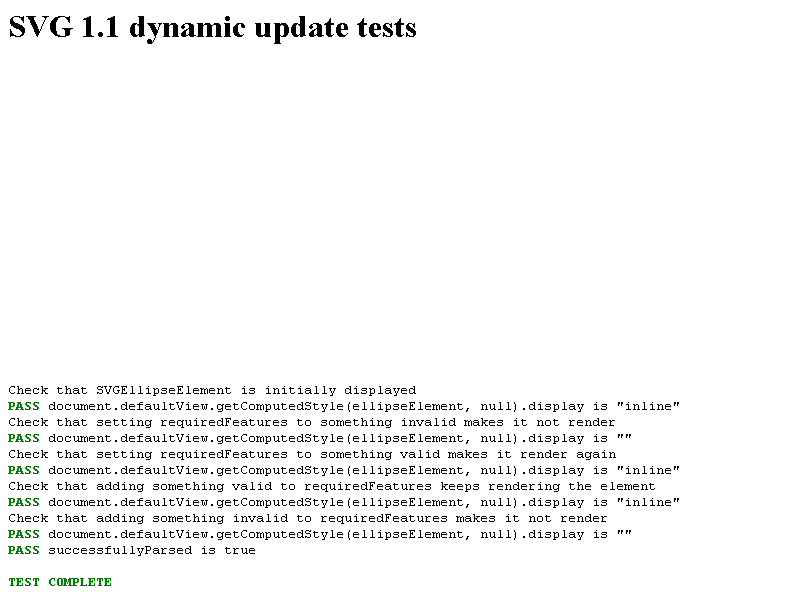 SVG 1.1 dynamic update tests
Check that SVGEllipseElement is initially displayed
PASS document.defaultView.getComputedStyle(ellipseElement, null).display is "inline"
Check that setting requiredFeatures to something invalid makes it not render
PASS document.defaultView.getComputedStyle(ellipseElement, null).display is ""
Check that setting requiredFeatures to something valid makes it render again
PASS document.defaultView.getComputedStyle(ellipseElement, null).display is "inline"
Check that adding something valid to requiredFeatures keeps rendering the element
PASS document.defaultView.getComputedStyle(ellipseElement, null).display is "inline"
Check that adding something invalid to requiredFeatures makes it not render
PASS document.defaultView.getComputedStyle(ellipseElement, null).display is ""
PASS successfullyParsed is true
TEST COMPLETE